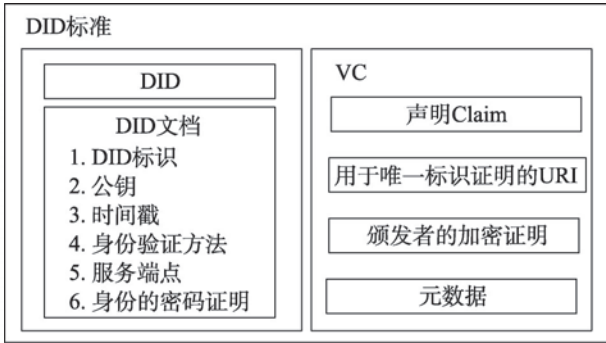 DID标准
DID
DID文档
1. DID标识
2. 公钥
3. 时间戳
4. 身份验证方法
5. 服务端点
6. 身份的密码证明
VC
声明Claim
用于唯一标识证明的URI
颁发者的加密证明
元数据